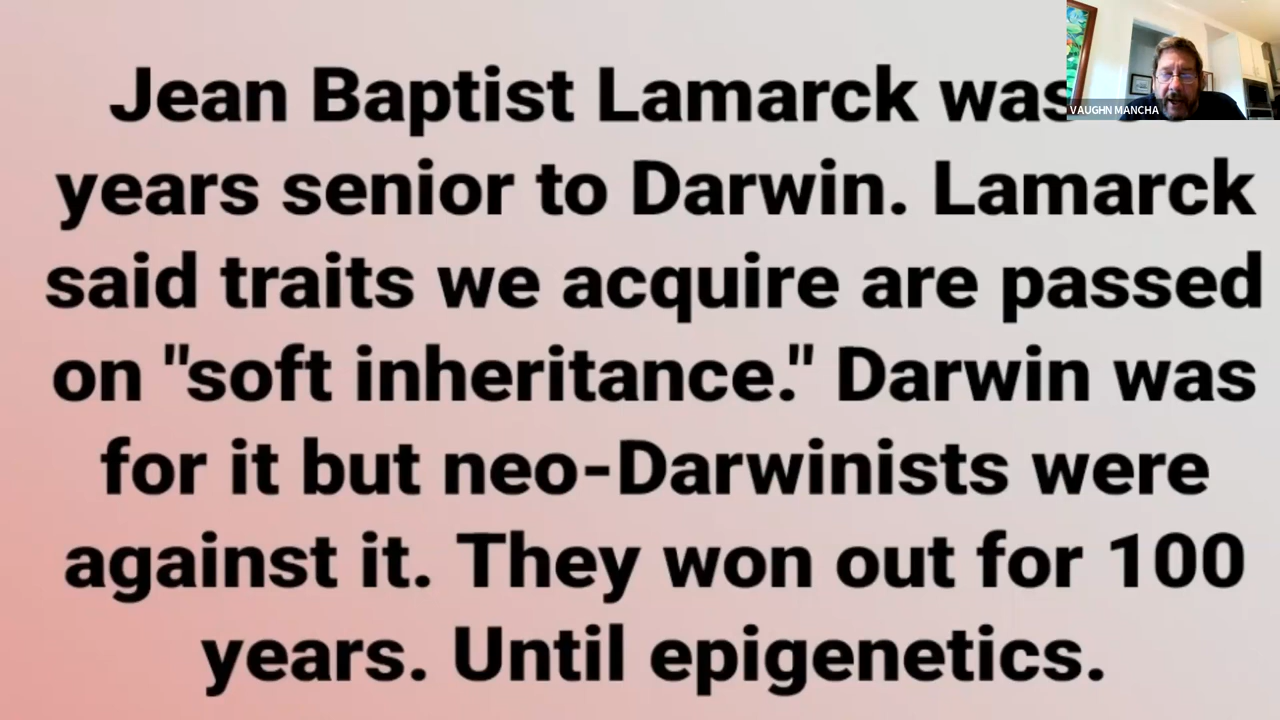 Jean Baptist Lamarck was
years senior to Darwin. Lamarck
said traits we acquire are passed
on "soft inheritance." Darwin was
for it but neo-Darwinists were
against it. They won out for 100
years. Until epigenetics.
VAUGHN MANCHA